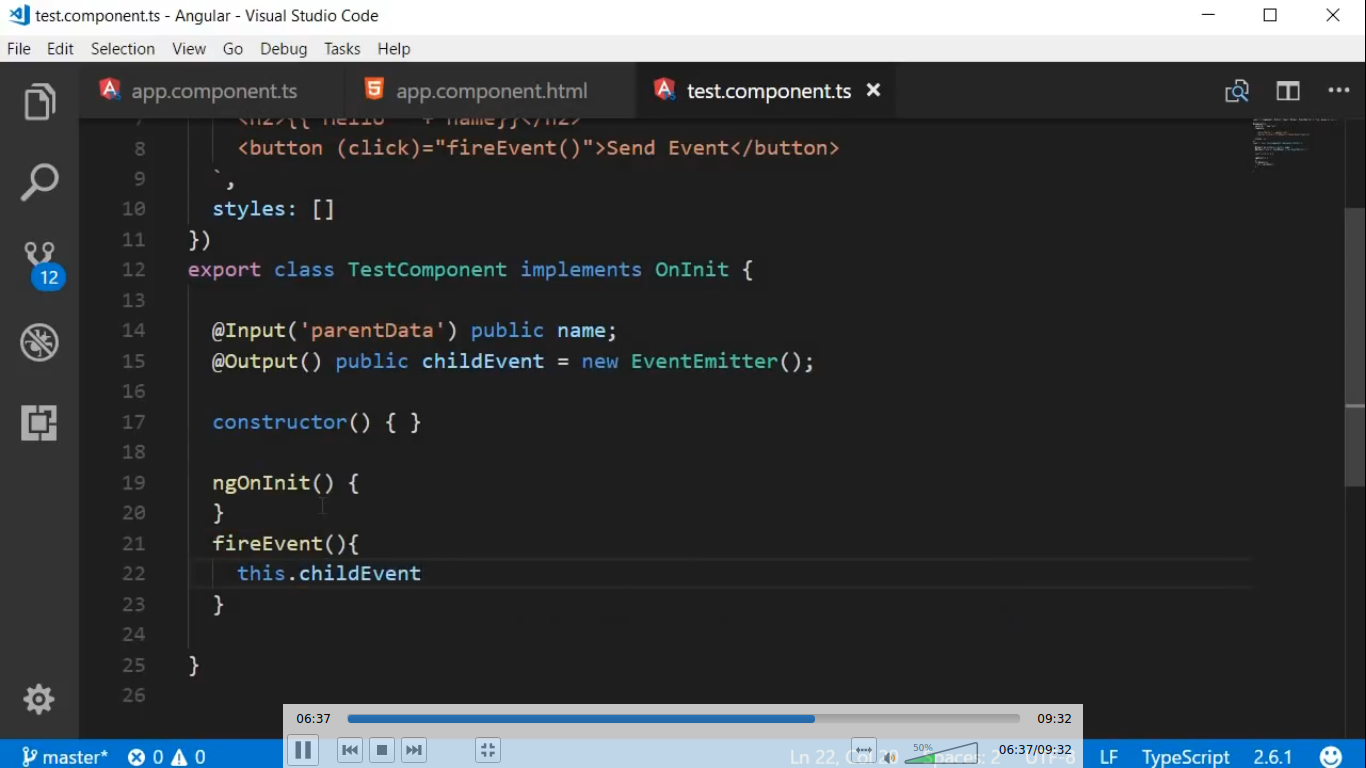 test.component.ts - Angular - Visual Studio Code
File Edit Selection View Go Debug Tasks Help
app.component.ts app.component.html test.component.ts
7 <h2>{{"Hello " + name}}</h2>
8 <button (click)="fireEvent()">Send Event</button>
9 `,
10 styles: []
11 })
12 export class TestComponent implements OnInit {
13
14 @Input('parentData') public name;
15 @Output() public childEvent = new EventEmitter();
16
17 constructor() { }
18
19 ngOnInit() {
20 }
21 fireEvent(){
22 this.childEvent
23 }
24
25 }
26
12
06:37 09:32
50% 06:37/09:32
master* 0 0 Ln 22, Col Spaces: 2 UTF-8 LF TypeScript 2.6.1